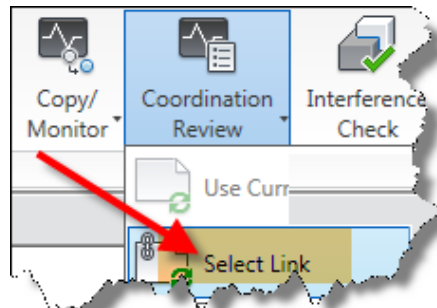 Copy/
Monitor
Coordination
Review
Interference
Check
Use Curr
Select Link